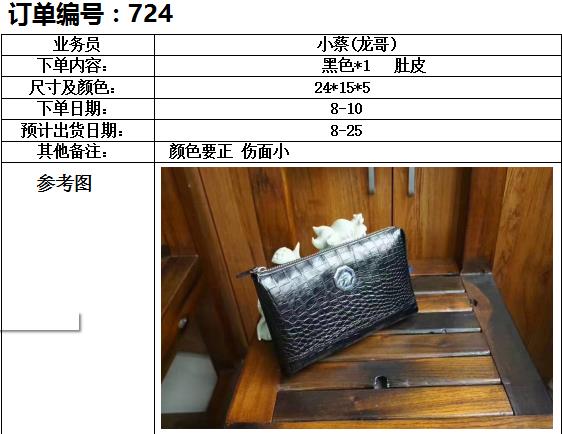 订单编号：724
业务员 小蔡(龙哥)
下单内容： 黑色*1 肚皮
尺寸及颜色： 24*15*5
下单日期： 8-10
预计出货日期： 8-25
其他备注： 颜色要正 伤面小
参考图